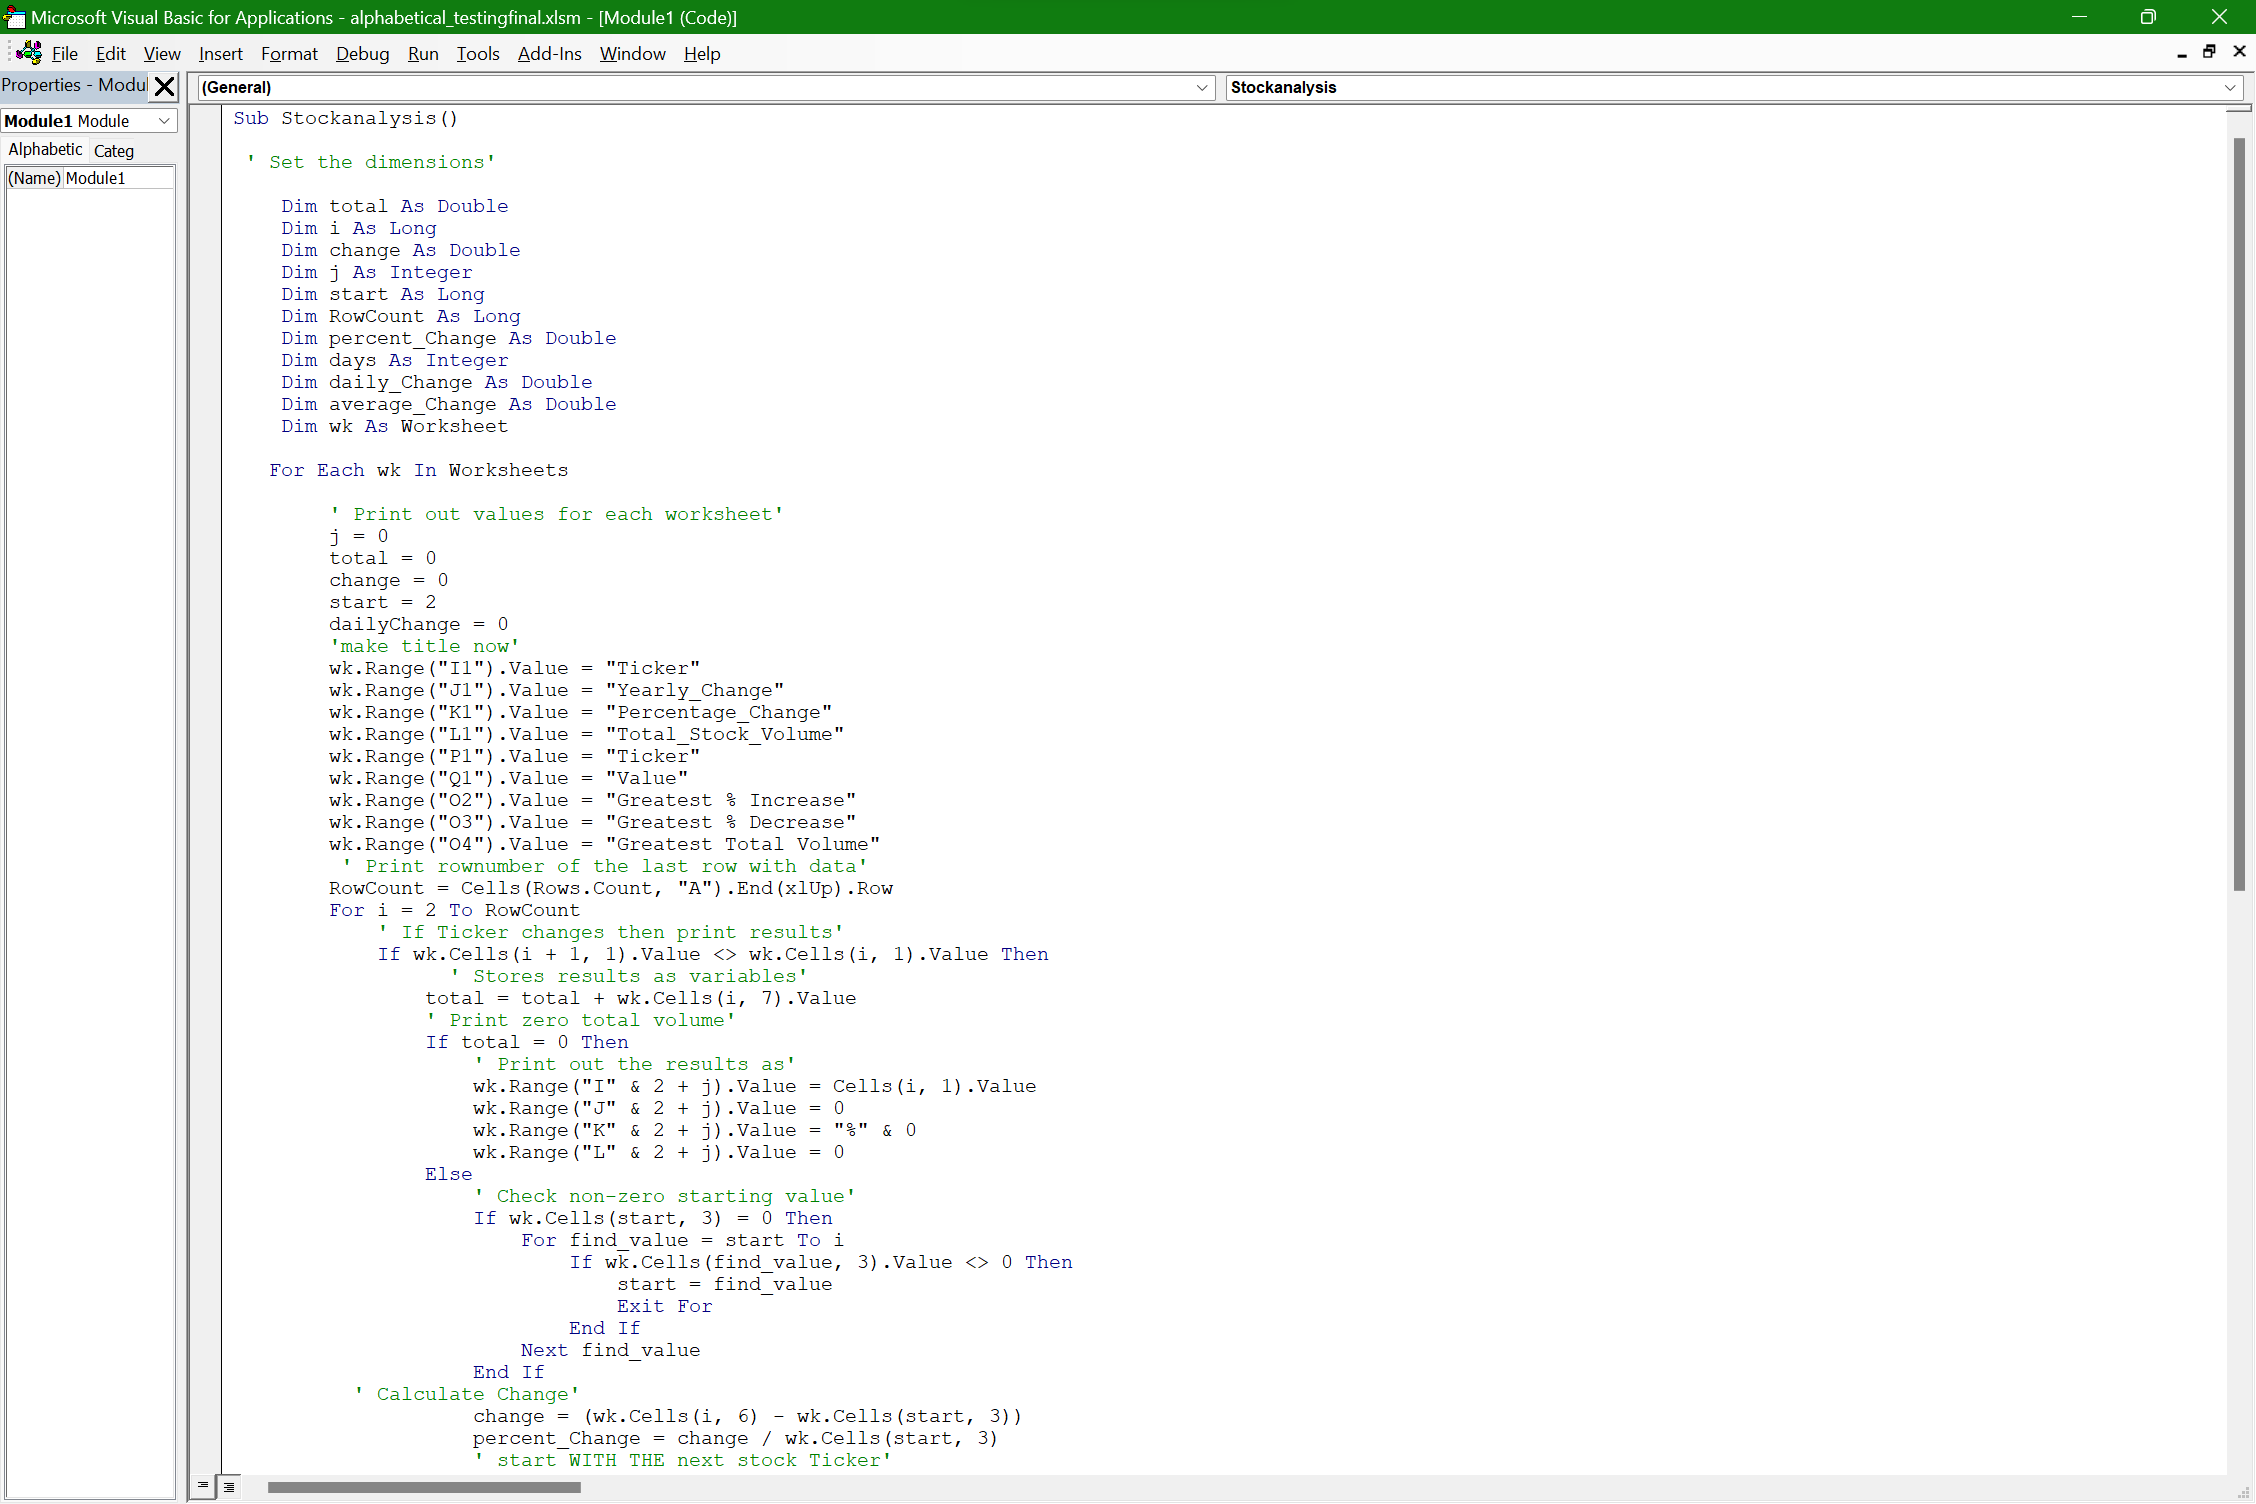 Microsoft Visual Basic for Applications - alphabetical_testingfinal.xlsm - [Module1 (Code)]
File Edit View Insert Format Debug Run Tools Add-Ins Window Help
Properties - Modul
(General)
Stockanalysis
Module1 Module
Alphabetic Categ
(Name) Module1
Sub Stockanalysis()
' Set the dimensions'
Dim total As Double
Dim i As Long
Dim change As Double
Dim j As Integer
Dim start As Long
Dim RowCount As Long
Dim percent_Change As Double
Dim days As Integer
Dim daily_Change As Double
Dim average_Change As Double
Dim wk As Worksheet
For Each wk In Worksheets
' Print out values for each worksheet'
j = 0
total = 0
change = 0
start = 2
dailyChange = 0
'make title now'
wk.Range("I1").Value = "Ticker"
wk.Range("J1").Value = "Yearly_Change"
wk.Range("K1").Value = "Percentage_Change"
wk.Range("L1").Value = "Total_Stock_Volume"
wk.Range("P1").Value = "Ticker"
wk.Range("Q1").Value = "Value"
wk.Range("O2").Value = "Greatest % Increase"
wk.Range("O3").Value = "Greatest % Decrease"
wk.Range("O4").Value = "Greatest Total Volume"
' Print rownumber of the last row with data'
RowCount = Cells(Rows.Count, "A").End(xlUp).Row
For i = 2 To RowCount
' If Ticker changes then print results'
If wk.Cells(i + 1, 1).Value <> wk.Cells(i, 1).Value Then
' Stores results as variables'
total = total + wk.Cells(i, 7).Value
' Print zero total volume'
If total = 0 Then
' Print out the results as'
wk.Range("I" & 2 + j).Value = Cells(i, 1).Value
wk.Range("J" & 2 + j).Value = 0
wk.Range("K" & 2 + j).Value = "%" & 0
wk.Range("L" & 2 + j).Value = 0
Else
' Check non-zero starting value'
If wk.Cells(start, 3) = 0 Then
For find_value = start To i
If wk.Cells(find_value, 3).Value <> 0 Then
start = find_value
Exit For
End If
Next find_value
End If
' Calculate Change'
change = (wk.Cells(i, 6) - wk.Cells(start, 3))
percent_Change = change / wk.Cells(start, 3)
' start WITH THE next stock Ticker'